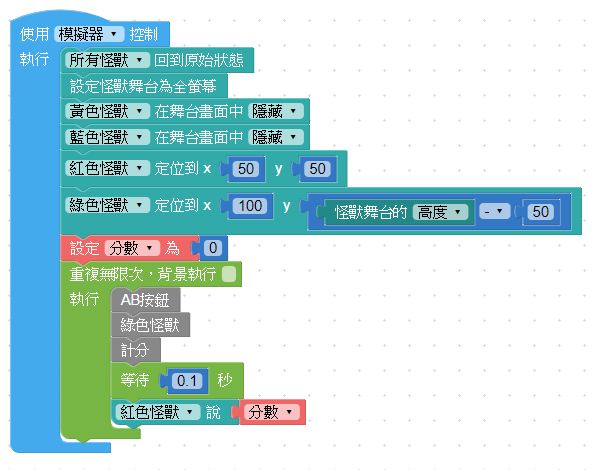 使用 模擬器 控制
執行 所有怪獸 回到原始狀態
設定怪獸舞台為全螢幕
黃色怪獸 在舞台畫面中 隱藏
藍色怪獸 在舞台畫面中 隱藏
紅色怪獸 定位到 x 50 y 50
綠色怪獸 定位到 x 100 y 怪獸舞台的 高度 - 50
設定 分數 為 0
重複無限次，背景執行
執行 AB按鈕
綠色怪獸
計分
等待 0.1 秒
紅色怪獸 說 分數